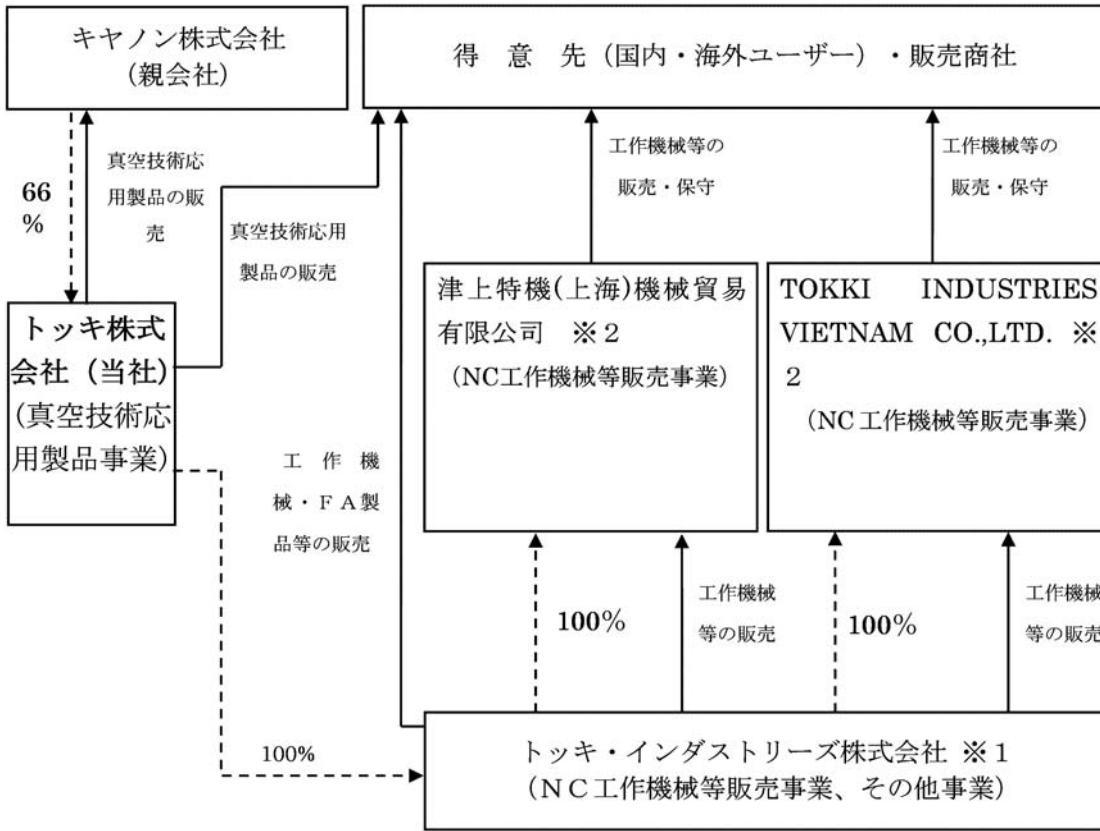 キヤノン株式会社
(親会社)
得 意 先 (国内・海外ユーザー)・販売商社
66
%
真空技術応
用製品の販
売
真空技術応用
製品の販売
工作機械等の
販売・保守
工作機械等の
販売・保守
トッキ株式
会社 (当社)
(真空技術応
用製品事業)
津上特機(上海)機械貿易
有限公司 ※2
(NC工作機械等販売事業)
TOKKI INDUSTRIES
VIETNAM CO.,LTD. ※
2
(NC工作機械等販売事業)
工 作 機
械・FA製
品等の販売
100%
工作機械
等の販売
100%
工作機械
等の販売
100%
トッキ・インダストリーズ株式会社 ※1
(NC工作機械等販売事業、その他事業)